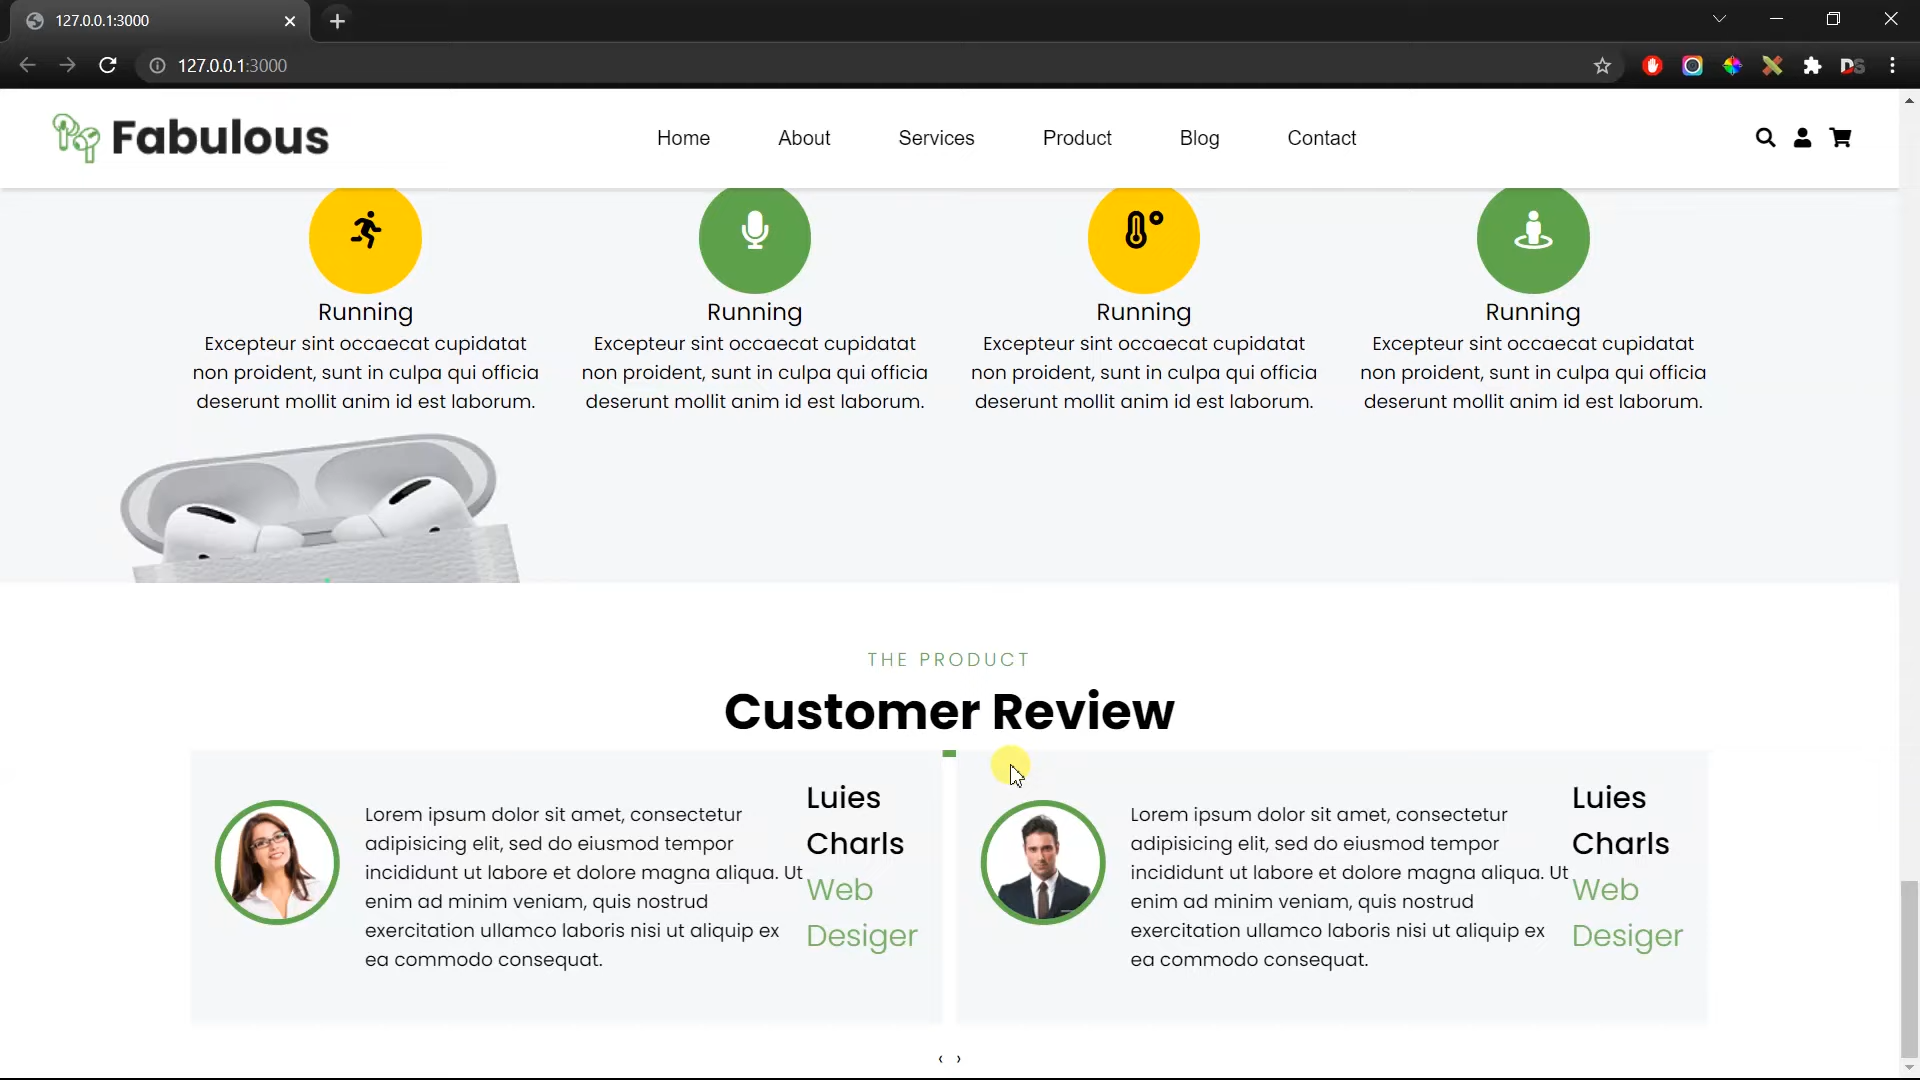 127.0.0.1:3000
127.0.0.1:3000
DS
Fabulous
Home About Services Product Blog Contact
Running
Excepteur sint occaecat cupidatat
non proident, sunt in culpa qui officia
deserunt mollit anim id est laborum.
Running
Excepteur sint occaecat cupidatat
non proident, sunt in culpa qui officia
deserunt mollit anim id est laborum.
Running
Excepteur sint occaecat cupidatat
non proident, sunt in culpa qui officia
deserunt mollit anim id est laborum.
Running
Excepteur sint occaecat cupidatat
non proident, sunt in culpa qui officia
deserunt mollit anim id est laborum.
THE PRODUCT
Customer Review
Lorem ipsum dolor sit amet, consectetur
adipisicing elit, sed do eiusmod tempor
incididunt ut labore et dolore magna aliqua. Ut
enim ad minim veniam, quis nostrud
exercitation ullamco laboris nisi ut aliquip ex
ea commodo consequat.
Luies
Charls
Web
Desiger
Lorem ipsum dolor sit amet, consectetur
adipisicing elit, sed do eiusmod tempor
incididunt ut labore et dolore magna aliqua. Ut
enim ad minim veniam, quis nostrud
exercitation ullamco laboris nisi ut aliquip ex
ea commodo consequat.
Luies
Charls
Web
Desiger
‹ ›